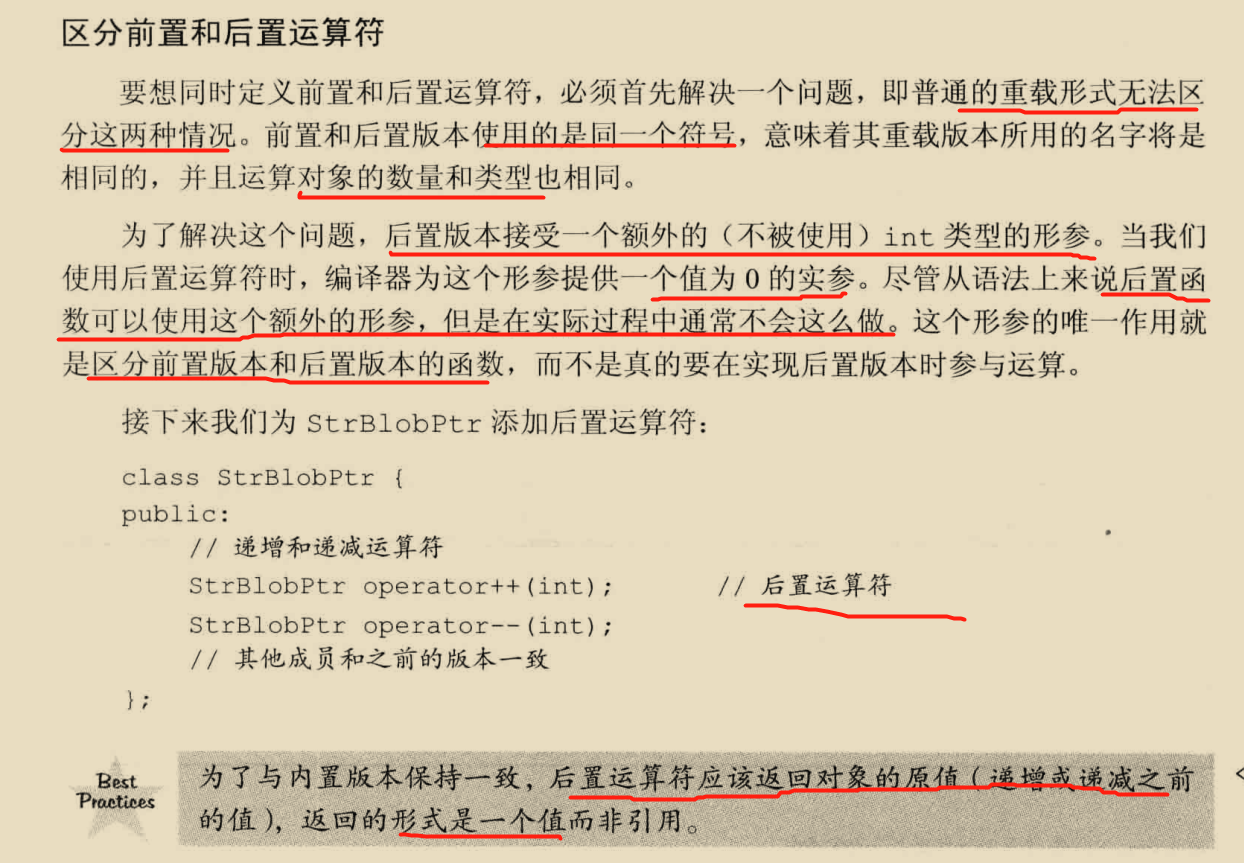 区分前置和后置运算符
要想同时定义前置和后置运算符，必须首先解决一个问题，即普通的重载形式无法区
分这两种情况。前置和后置版本使用的是同一个符号，意味着其重载版本所用的名字将是
相同的，并且运算对象的数量和类型也相同。
为了解决这个问题，后置版本接受一个额外的（不被使用）int 类型的形参。当我们
使用后置运算符时，编译器为这个形参提供一个值为 0 的实参。尽管从语法上来说后置函
数可以使用这个额外的形参，但是在实际过程中通常不会这么做。这个形参的唯一作用就
是区分前置版本和后置版本的函数，而不是真的要在实现后置版本时参与运算。
接下来我们为 StrBlobPtr 添加后置运算符：
class StrBlobPtr {
public:
// 递增和递减运算符
StrBlobPtr operator++(int); // 后置运算符
StrBlobPtr operator--(int);
// 其他成员和之前的版本一致
};
Best
Practices
为了与内置版本保持一致，后置运算符应该返回对象的原值（递增或递减之前
的值），返回的形式是一个值而非引用。